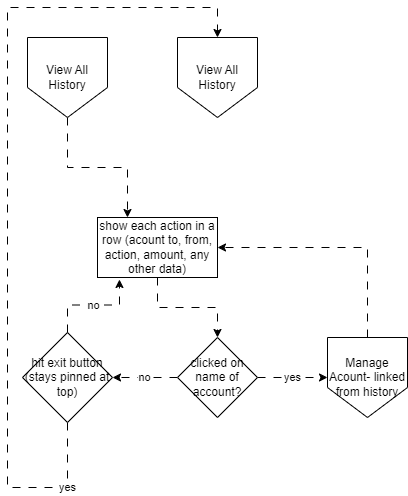 View All
History
View All
History
show each action in a
row (acount to, from,
action, amount, any
other data)
no
hit exit button
(stays pinned at
top)
no
clicked on
name of
account?
yes
Manage
Acount- linked
from history
yes